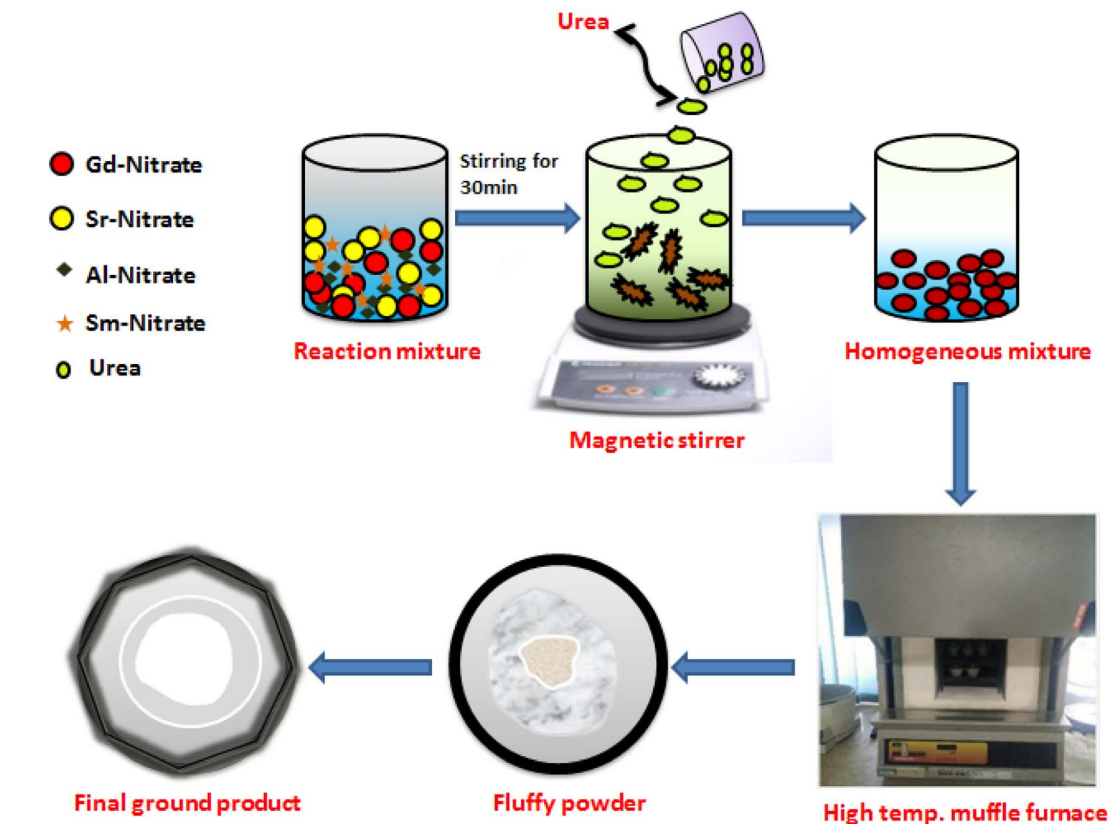 Urea
Gd-Nitrate
Sr-Nitrate
Al-Nitrate
Sm-Nitrate
Urea
Stirring for
30min
Reaction mixture
Magnetic stirrer
Homogeneous mixture
Final ground product
Fluffy powder
High temp. muffle furnace